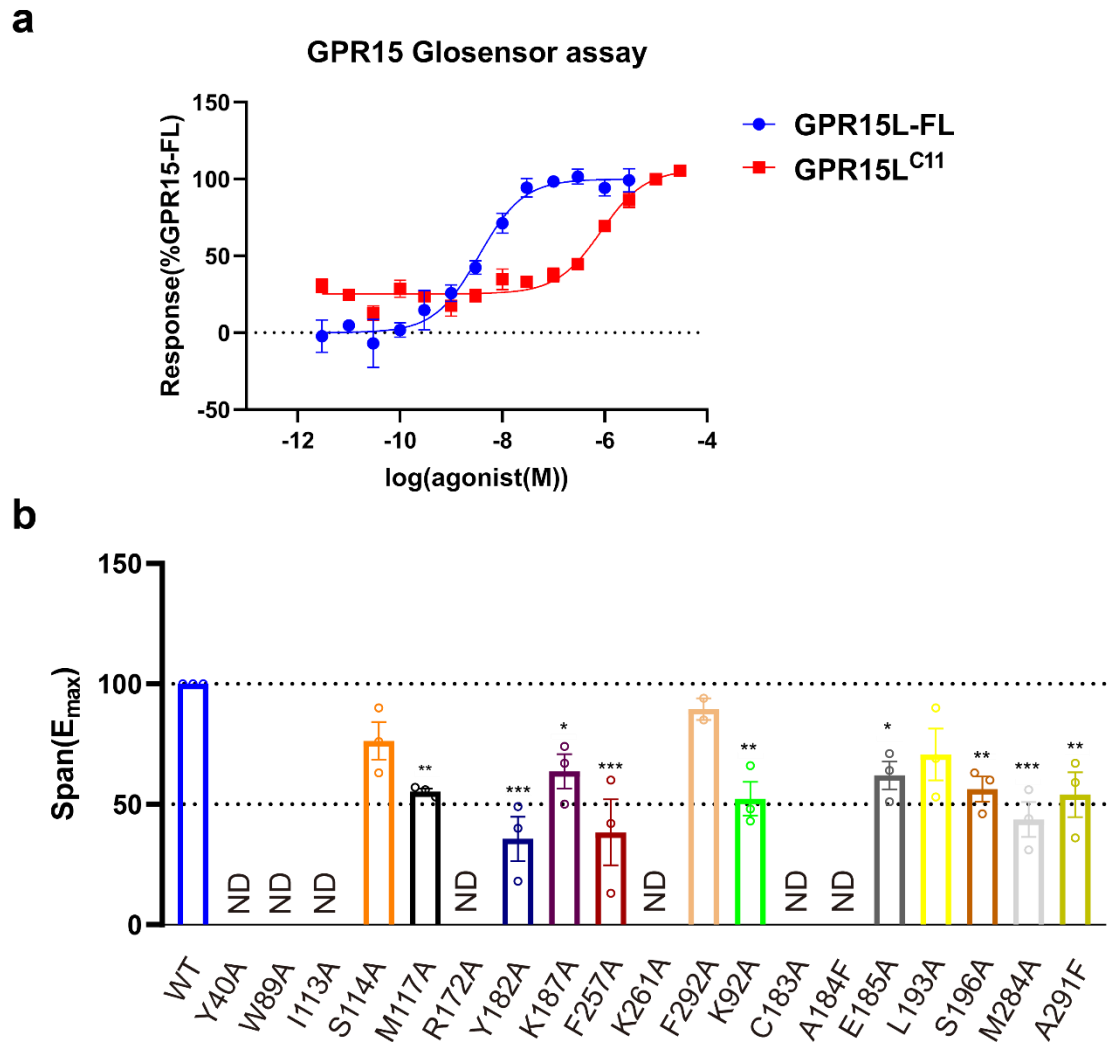 a
GPR15 Glosensor assay
Response(%GPR15-FL)
150
100
50
0
-50
-12
-10
-8
-6
-4
log(agonist(M))
GPR15L-FL
GPR15L^C11
b
Span(Emax)
150
100
50
0
ND
ND
ND
**
ND
***
*
***
ND
**
ND
ND
*
**
***
**
WT
Y40A
W89A
I113A
S114A
M117A
R172A
Y182A
K187A
F257A
K261A
F292A
K92A
C183A
A184F
E185A
L193A
S196A
M284A
A291F